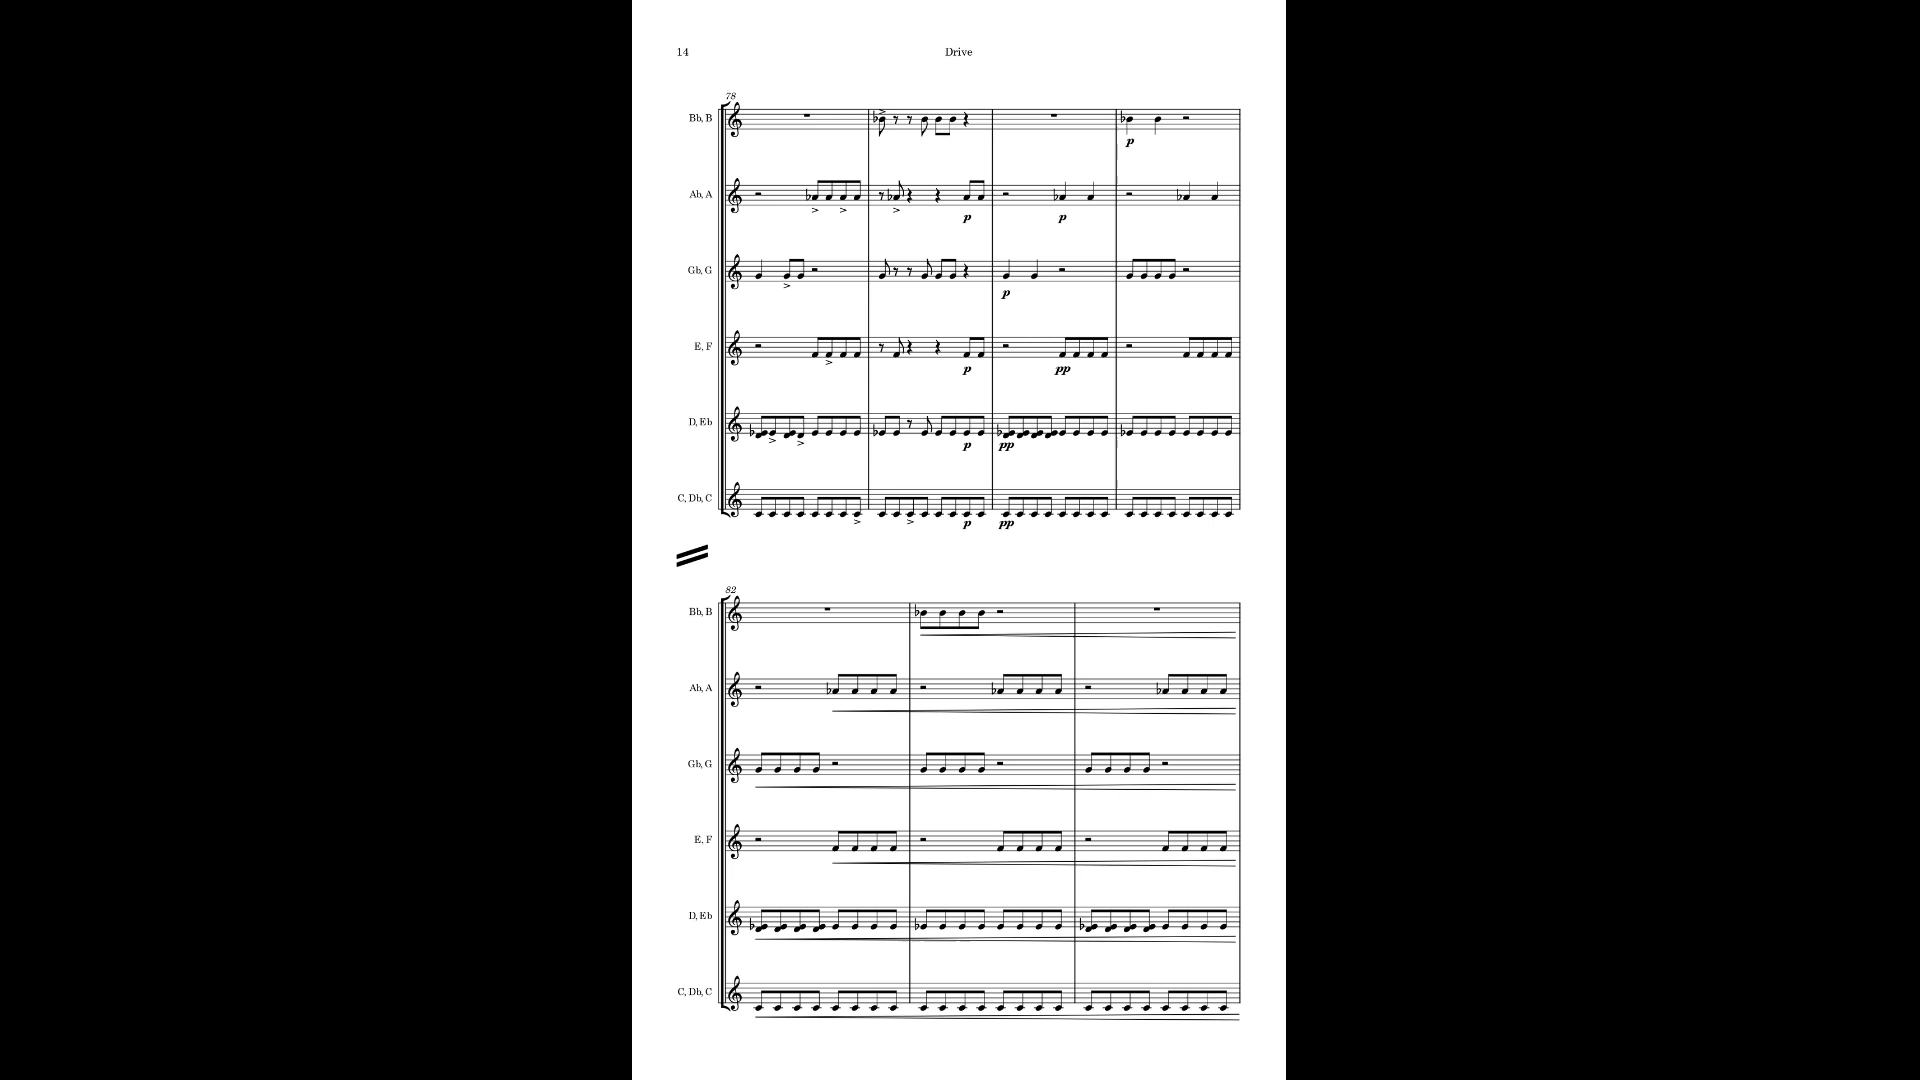 14 Drive
78
Bb, B
p
Ab, A
p p
Gb, G
p
E, F
p pp
D, Eb
p pp
C, Db, C
p pp
82
Bb, B
Ab, A
Gb, G
E, F
D, Eb
C, Db, C